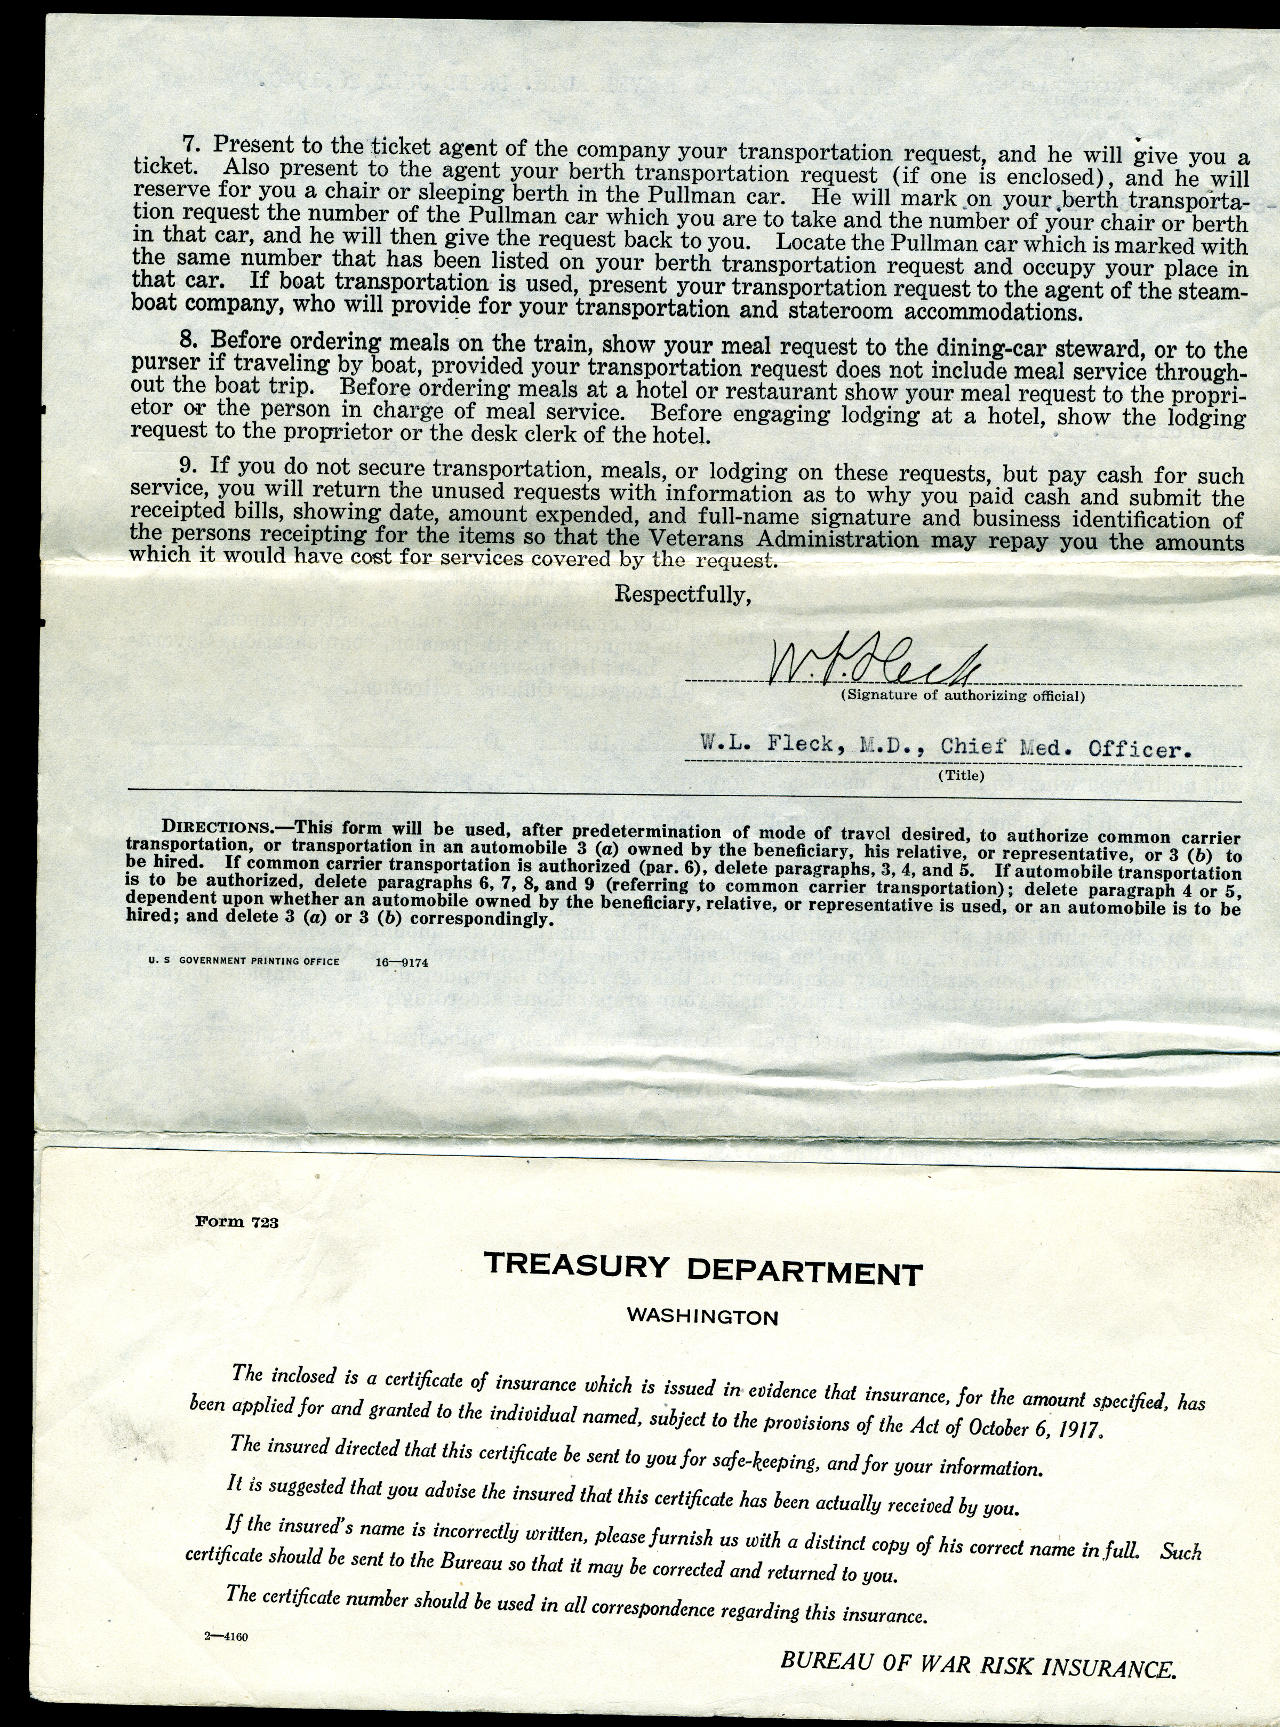 7. Present to the ticket agent of the company your transportation request, and he will give you a
ticket. Also present to the agent your berth transportation request (if one is enclosed), and he will
reserve for you a chair or sleeping berth in the Pullman car. He will mark on your berth transporta-
tion request the number of the Pullman car which you are to take and the number of your chair or berth
in that car, and he will then give the request back to you. Locate the Pullman car which is marked with
the same number that has been listed on your berth transportation request and occupy your place in
that car. If boat transportation is used, present your transportation request to the agent of the steam-
boat company, who will provide for your transportation and stateroom accommodations.
8. Before ordering meals on the train, show your meal request to the dining-car steward, or to the
purser if traveling by boat, provided your transportation request does not include meal service through-
out the boat trip. Before ordering meals at a hotel or restaurant show your meal request to the propri-
etor or the person in charge of meal service. Before engaging lodging at a hotel, show the lodging
request to the proprietor or the desk clerk of the hotel.
9. If you do not secure transportation, meals, or lodging on these requests, but pay cash for such
service, you will return the unused requests with information as to why you paid cash and submit the
receipted bills, showing date, amount expended, and full-name signature and business identification of
the persons receipting for the items so that the Veterans Administration may repay you the amounts
which it would have cost for services covered by the request.
Respectfully,
W. L. Fleck
(Signature of authorizing official)
W.L. Fleck, M.D., Chief Med. Officer.
(Title)
DIRECTIONS.—This form will be used, after predetermination of mode of travel desired, to authorize common carrier
transportation, or transportation in an automobile 3 (a) owned by the beneficiary, his relative, or representative, or 3 (b) to
be hired. If common carrier transportation is authorized (par. 6), delete paragraphs, 3, 4, and 5. If automobile transportation
is to be authorized, delete paragraphs 6, 7, 8, and 9 (referring to common carrier transportation); delete paragraph 4 or 5,
dependent upon whether an automobile owned by the beneficiary, relative, or representative is used, or an automobile is to be
hired; and delete 3 (a) or 3 (b) correspondingly.
U. S GOVERNMENT PRINTING OFFICE 16—9174
Form 723
TREASURY DEPARTMENT
WASHINGTON
The inclosed is a certificate of insurance which is issued in evidence that insurance, for the amount specified, has
been applied for and granted to the individual named, subject to the provisions of the Act of October 6, 1917.
The insured directed that this certificate be sent to you for safe-keeping, and for your information.
It is suggested that you advise the insured that this certificate has been actually received by you.
If the insured's name is incorrectly written, please furnish us with a distinct copy of his correct name in full. Such
certificate should be sent to the Bureau so that it may be corrected and returned to you.
The certificate number should be used in all correspondence regarding this insurance.
2—4160
BUREAU OF WAR RISK INSURANCE.